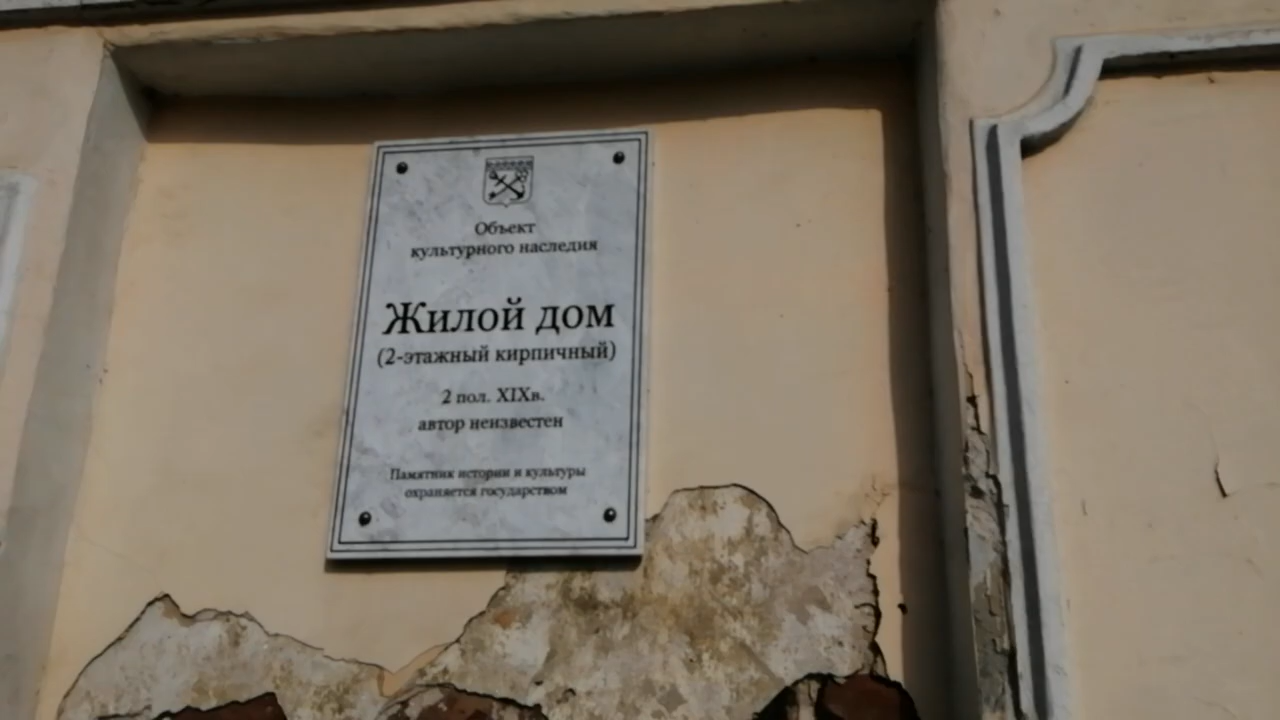 Объект
культурного наследия
Жилой дом
(2-этажный кирпичный)
2 пол. XIXв.
автор неизвестен
Памятник истории и культуры
охраняется государством